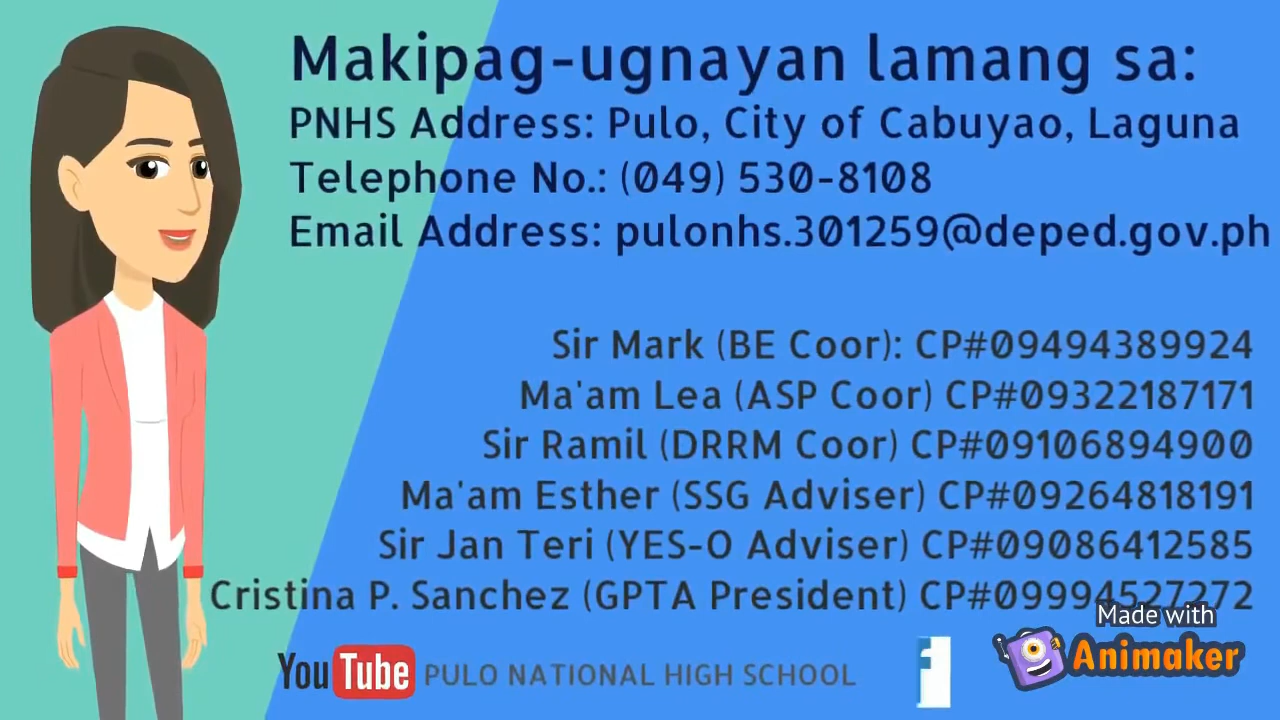 Makipag-ugnayan lamang sa:
PNHS Address: Pulo, City of Cabuyao, Laguna
Telephone No.: (049) 530-8108
Email Address: pulonhs.301259@deped.gov.ph
Sir Mark (BE Coor): CP#09494389924
Ma'am Lea (ASP Coor) CP#09322187171
Sir Ramil (DRRM Coor) CP#09106894900
Ma'am Esther (SSG Adviser) CP#09264818191
Sir Jan Teri (YES-O Adviser) CP#09086412585
Cristina P. Sanchez (GPTA President) CP#09994527272
Made with
Animaker
YouTube PULO NATIONAL HIGH SCHOOL